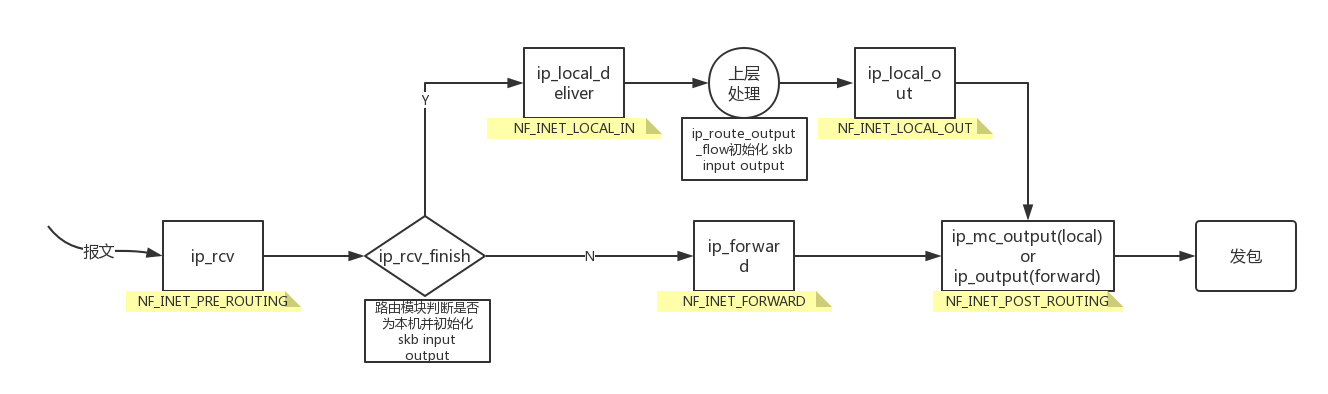 ip_local_d
eliver
上层
处理
ip_local_o
ut
Y
NF_INET_LOCAL_IN
ip_route_output
_flow初始化 skb
input output
NF_INET_LOCAL_OUT
报文
ip_rcv
ip_rcv_finish
N
ip_forwar
d
ip_mc_output(local)
or
ip_output(forward)
发包
NF_INET_PRE_ROUTING
路由模块判断是否
为本机并初始化
skb input
output
NF_INET_FORWARD
NF_INET_POST_ROUTING